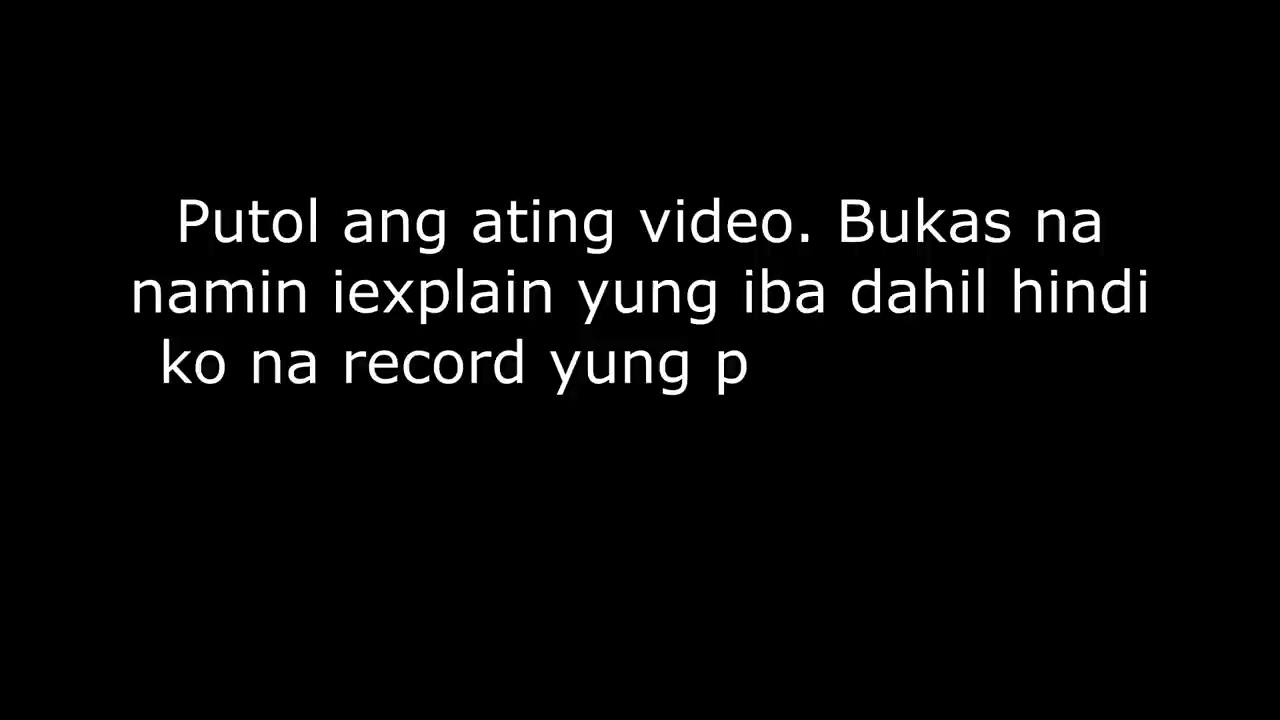 Putol ang ating video. Bukas na
namin iexplain yung iba dahil hindi
ko na record yung p